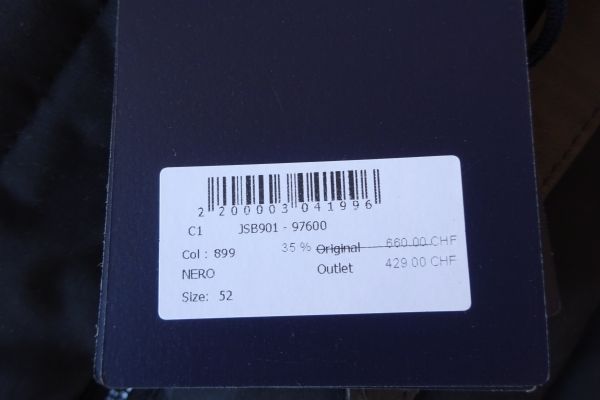 2 200003 041996
C1 JSB901 - 97600
Col : 899 35 % Original 660.00 CHF
NERO Outlet 429.00 CHF
Size: 52